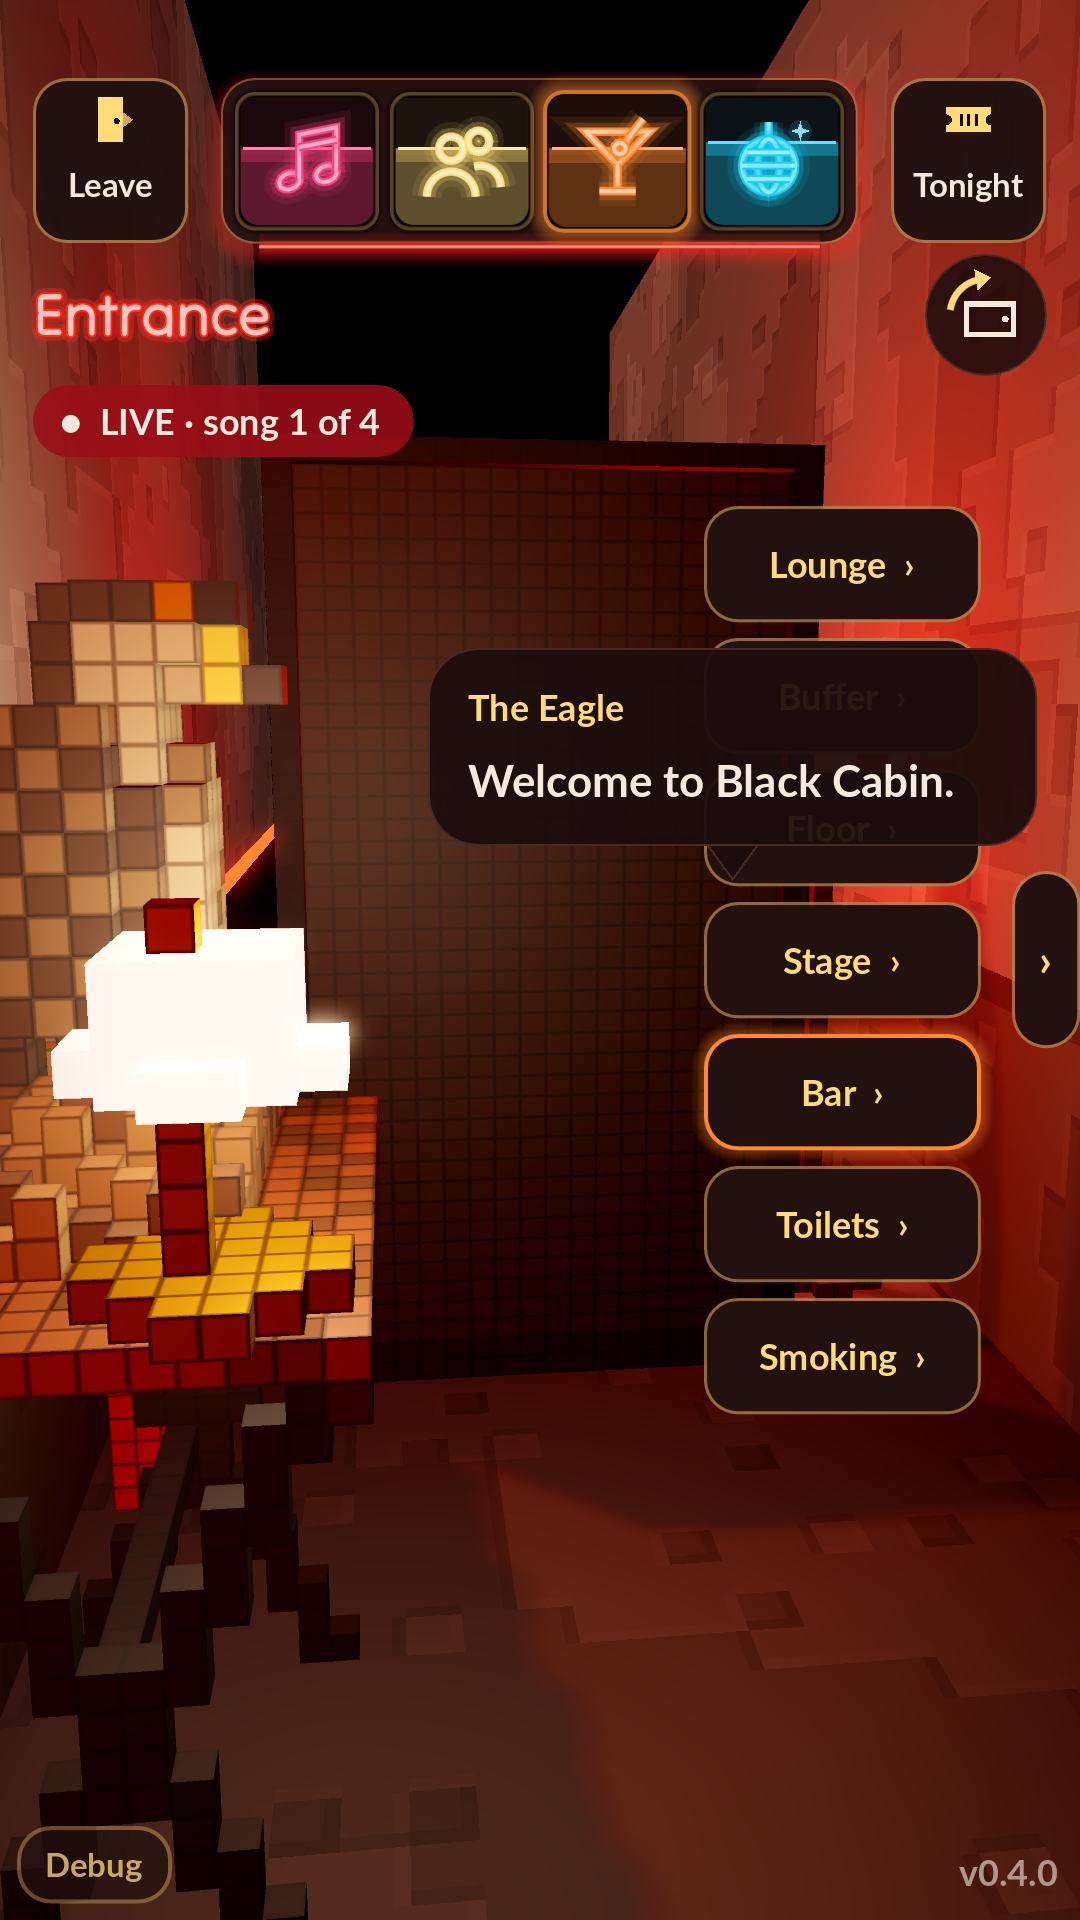 Leave
Tonight
Entrance
LIVE · song 1 of 4
Lounge ›
Buffer ›
The Eagle
Welcome to Black Cabin.
Floor ›
Stage ›
›
Bar ›
Toilets ›
Smoking ›
Debug
v0.4.0